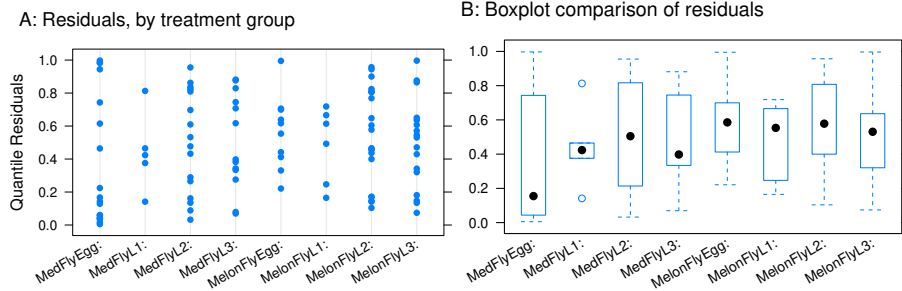 A: Residuals, by treatment group
Quantile Residuals
1.0
0.8
0.6
0.4
0.2
0.0
MedFlyEgg:
MedFlyL1:
MedFlyL2:
MedFlyL3:
MelonFlyEgg:
MelonFlyL1:
MelonFlyL2:
MelonFlyL3:
B: Boxplot comparison of residuals
1.0
0.8
0.6
0.4
0.2
0.0
MedFlyEgg:
MedFlyL1:
MedFlyL2:
MedFlyL3:
MelonFlyEgg:
MelonFlyL1:
MelonFlyL2:
MelonFlyL3: